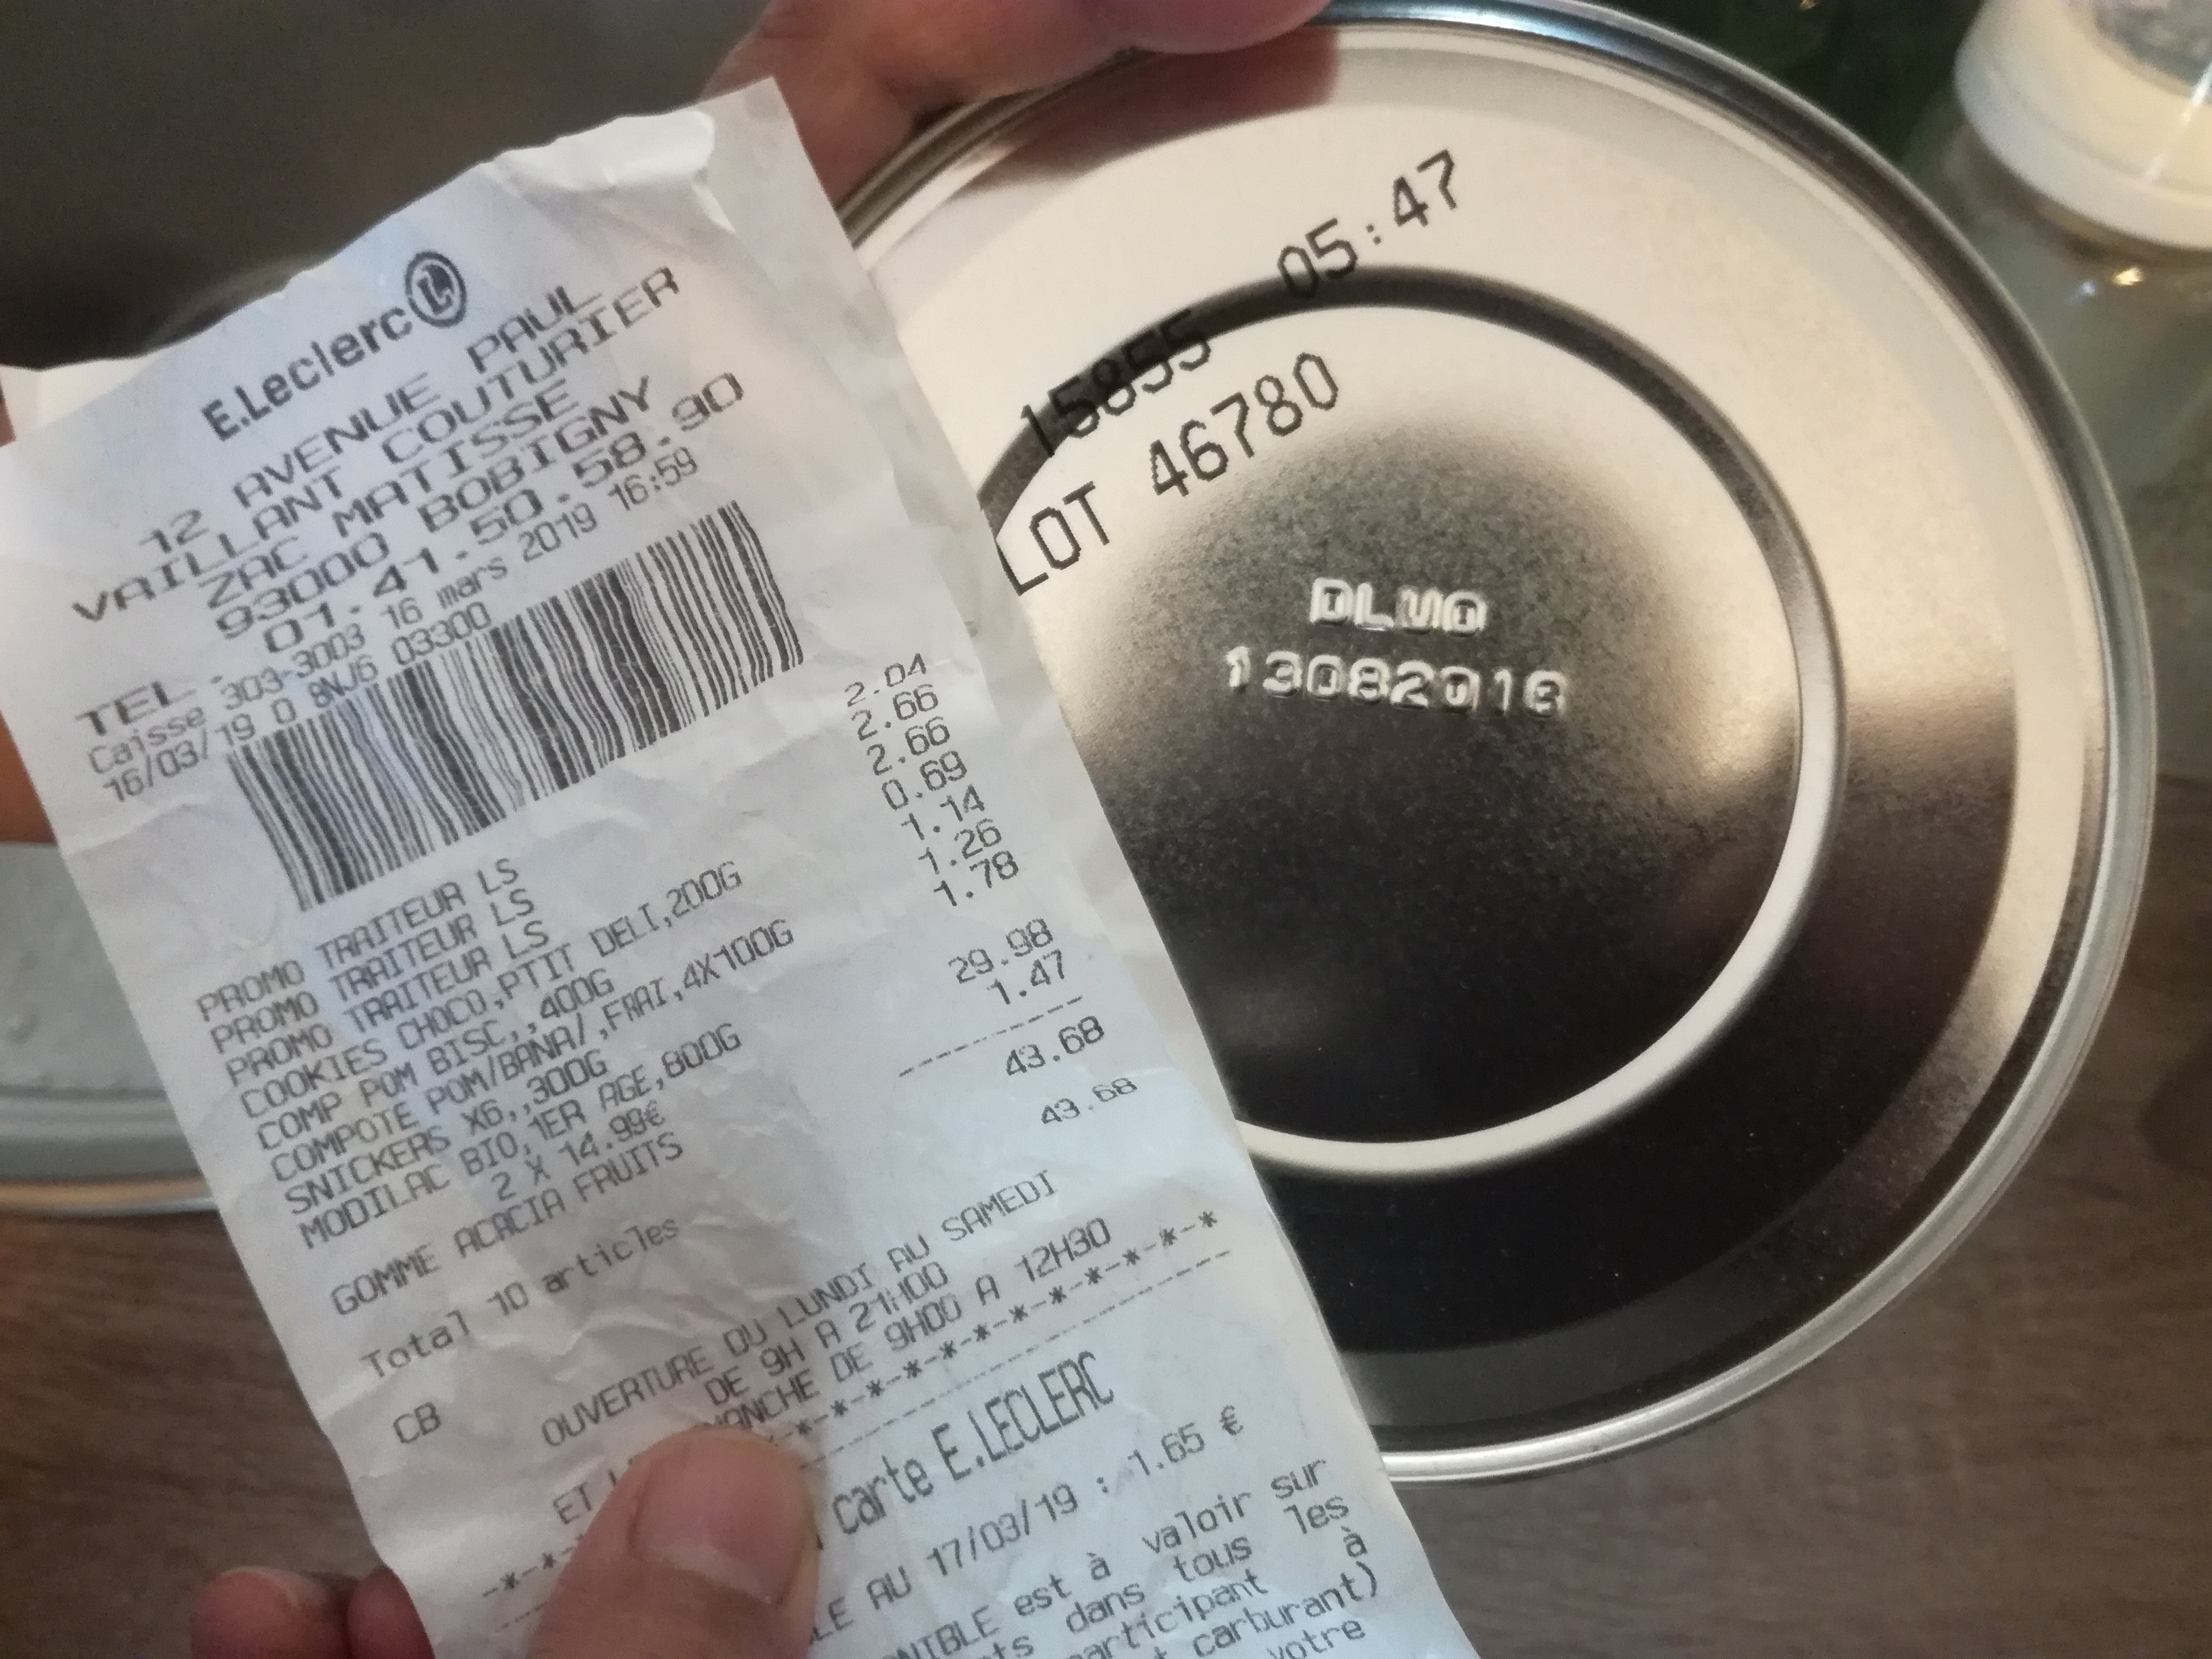 E.Leclerc L
12 AVENUE PAUL
VAILLANT COUTURIER
ZAC MATISSE
93000 BOBIGNY
TEL. 01.41.50.58.90
Caisse 303-3003 16 mars 2019 16:59
16/03/19 0 8NJ6 03300
PROMO TRAITEUR LS 2.04
PROMO TRAITEUR LS 2.66
PROMO TRAITEUR LS 2.66
COOKIES CHOCO,PTIT DELI,200G 0.69
COMP POM BISC,,400G 1.14
COMPOTE POM/BANA/,FRAI,4X100G 1.26
SNICKERS X6,,300G 1.78
MODILAC BIO,1ER AGE,800G
2 X 14.99€ 29.98
GOMME ACACIA FRUITS 1.47
Total 10 articles 43.68
CB 43.68
OUVERTURE DU LUNDI AU SAMEDI
DE 9H A 21H00
ET DE 9H00 A 12H30
carte E.LECLERC
AU 17/03/19 : 1.65 €
est à valoir sur
dans tous les
à
carburant)
votre
15855 05:47
LOT 46780
DLUO
13082018